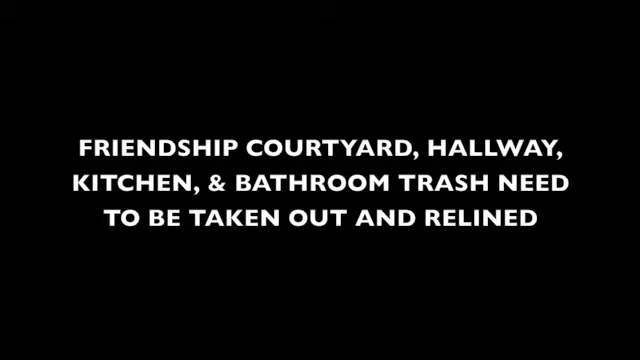 FRIENDSHIP COURTYARD, HALLWAY,
KITCHEN, & BATHROOM TRASH NEED
TO BE TAKEN OUT AND RELINED